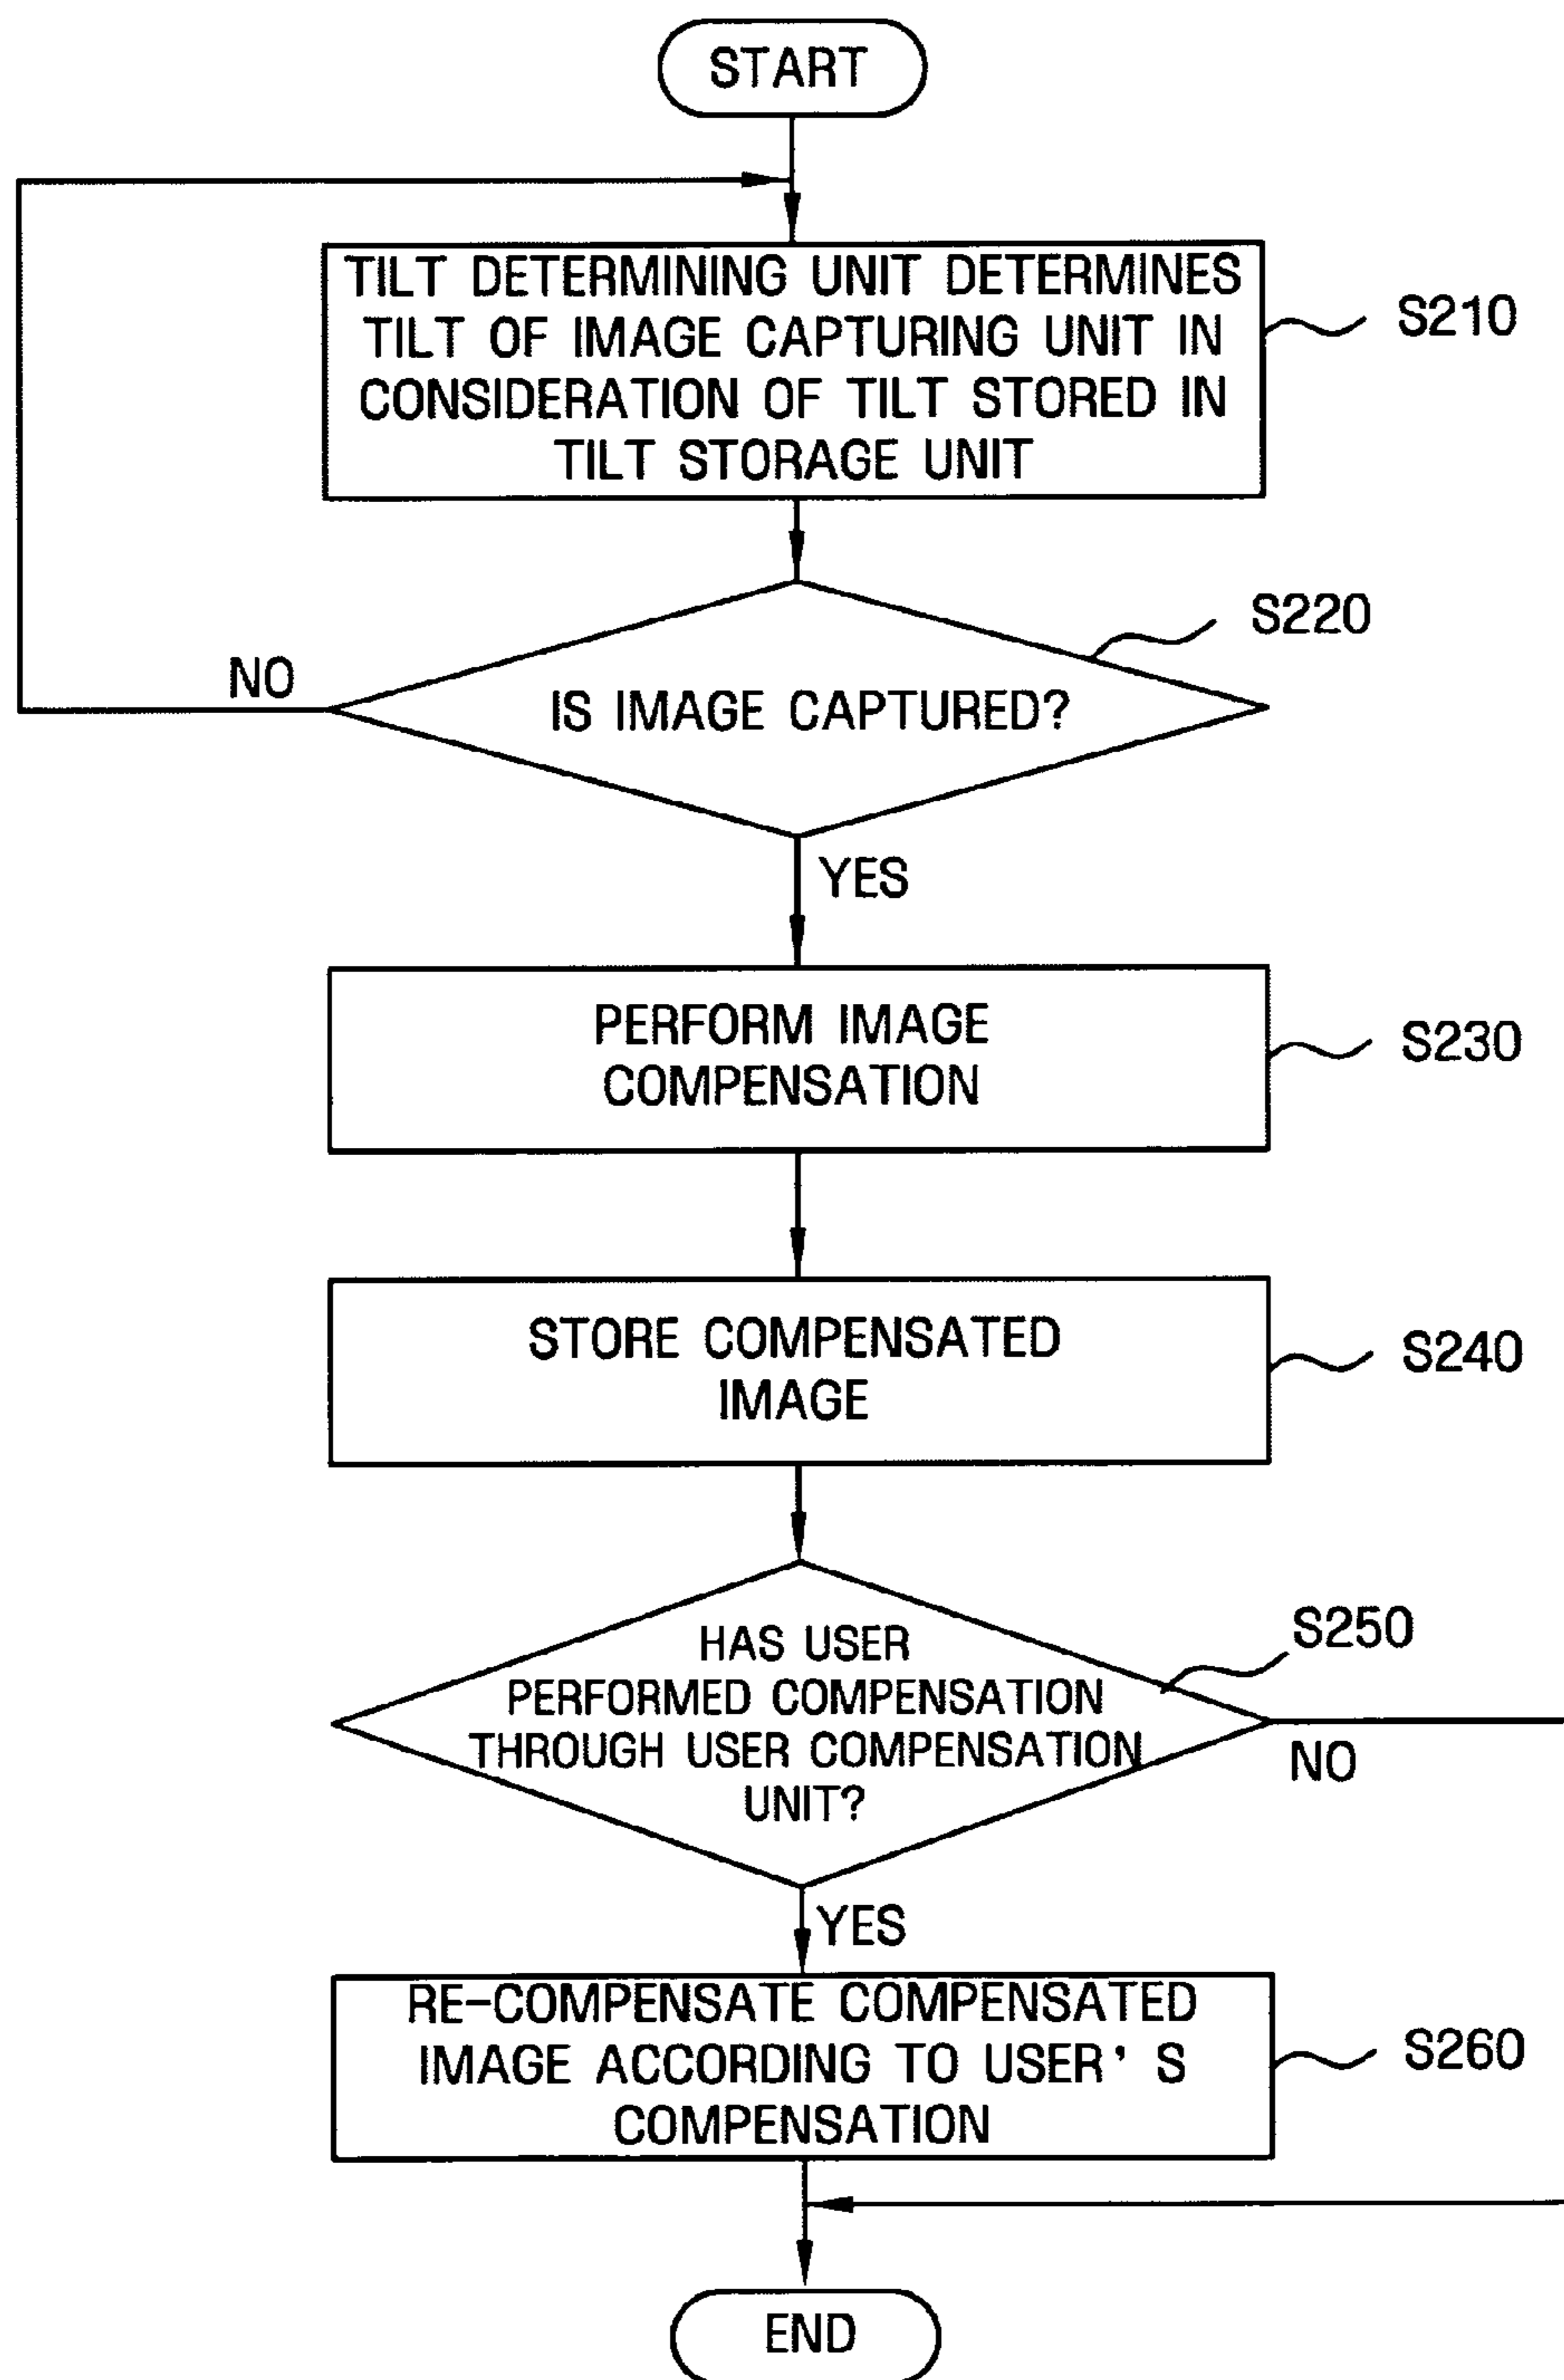 START
TILT DETERMINING UNIT DETERMINES
TILT OF IMAGE CAPTURING UNIT IN
CONSIDERATION OF TILT STORED IN
TILT STORAGE UNIT
S210
S220
NO
IS IMAGE CAPTURED?
YES
PERFORM IMAGE
COMPENSATION
S230
STORE COMPENSATED
IMAGE
S240
HAS USER
PERFORMED COMPENSATION
THROUGH USER COMPENSATION
UNIT?
S250
NO
YES
RE-COMPENSATE COMPENSATED
IMAGE ACCORDING TO USER'S
COMPENSATION
S260
END